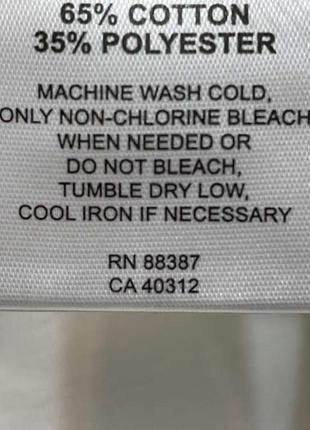 65% COTTON
35% POLYESTER
MACHINE WASH COLD,
ONLY NON-CHLORINE BLEACH
WHEN NEEDED OR
DO NOT BLEACH,
TUMBLE DRY LOW,
COOL IRON IF NECESSARY
RN 88387
CA 40312